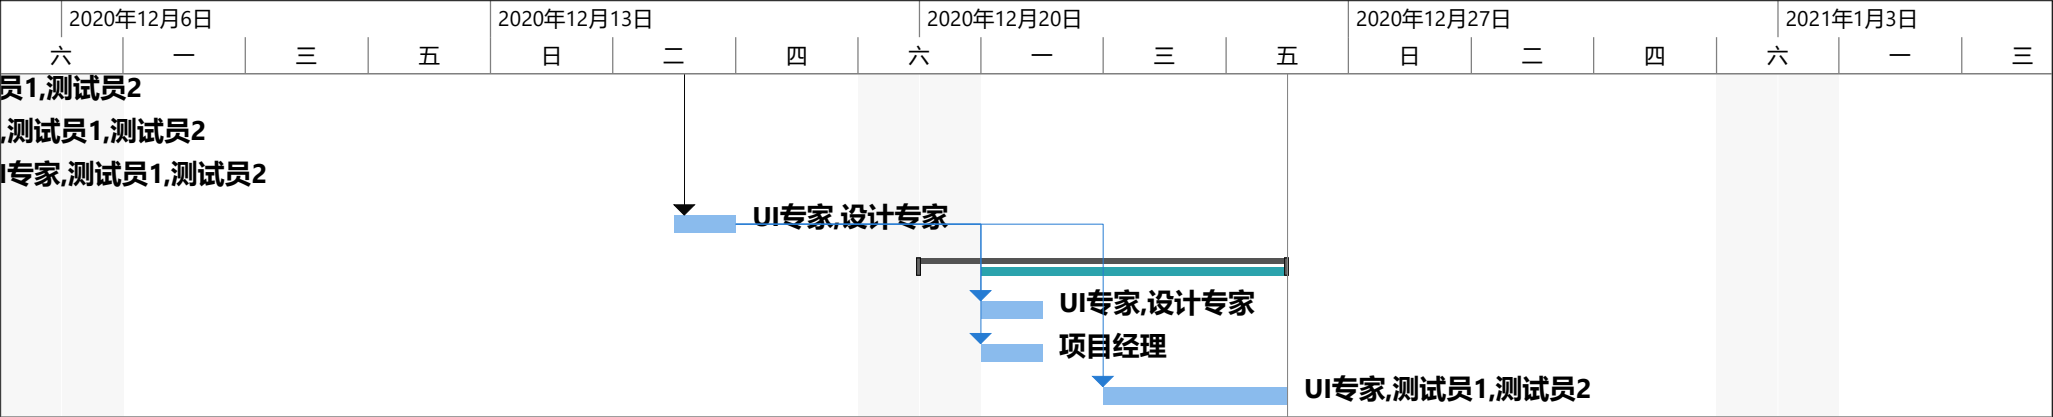 2020年12月6日 2020年12月13日 2020年12月20日 2020年12月27日 2021年1月3日
六 一 三 五 日 二 四 六 一 三 五 日 二 四 六 一 三
员1,测试员2
,测试员1,测试员2
专家,测试员1,测试员2
UI专家,设计专家
UI专家,设计专家
项目经理
UI专家,测试员1,测试员2